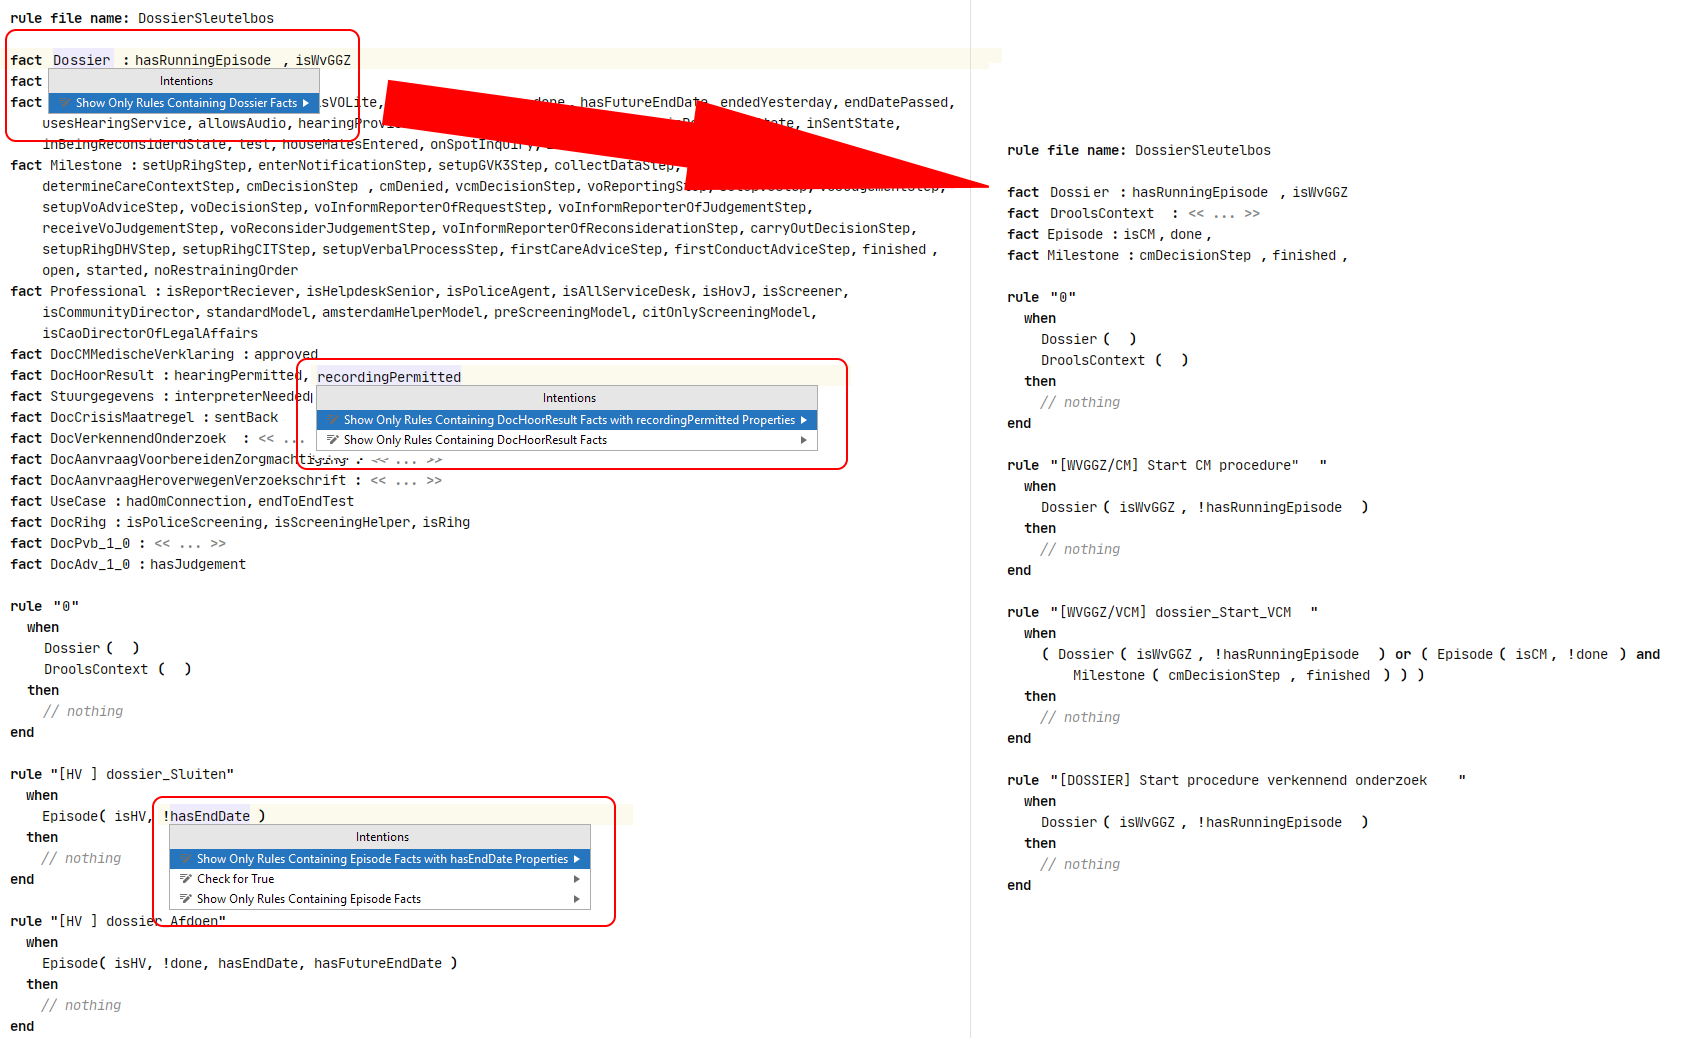 rule file name: DossierSleutelbos
fact Dossier : hasRunningEpisode , isWvGGZ
fact
Intentions
Show Only Rules Containing Dossier Facts
fact sVOLite, done, hasFutureEndDate, endedYesterday, endDatePassed,
usesHearingService, allowsAudio, hearingProvi state, inSentState,
inBeingReconsiderdState, test, houseMatesEntered, onSpotInquiry,
fact Milestone : setUpRihgStep, enterNotificationStep, setupGVK3Step, collectDataStep,
determineCareContextStep, cmDecisionStep , cmDenied, vcmDecisionStep, voReportingStep,
setupVoAdviceStep, voDecisionStep, voInformReporterOfRequestStep, voInformReporterOfJudgementStep,
receiveVoJudgementStep, voReconsiderJudgementStep, voInformReporterOfReconsiderationStep, carryOutDecisionStep,
setupRihgDHVStep, setupRihgCITStep, setupVerbalProcessStep, firstCareAdviceStep, firstConductAdviceStep, finished ,
open, started, noRestrainingOrder
fact Professional : isReportReciever, isHelpdeskSenior, isPoliceAgent, isAllServiceDesk, isHovJ, isScreener,
isCommunityDirector, standardModel, amsterdamHelperModel, preScreeningModel, citOnlyScreeningModel,
isCaoDirectorOfLegalAffairs
fact DocCMMedischeVerklaring : approved
fact DocHoorResult : hearingPermitted, recordingPermitted
Intentions
Show Only Rules Containing DocHoorResult Facts with recordingPermitted Properties
Show Only Rules Containing DocHoorResult Facts
fact Stuurgegevens : interpreterNeeded
fact DocCrisisMaatregel : sentBack
fact DocVerkennendOnderzoek : << ...
fact DocAanvraagVoorbereidenZorgmachtiging : << ... >>
fact DocAanvraagHeroverwegenVerzoekschrift : << ... >>
fact UseCase : hadOmConnection, endToEndTest
fact DocRihg : isPoliceScreening, isScreeningHelper, isRihg
fact DocPvb_1_0 : << ... >>
fact DocAdv_1_0 : hasJudgement
rule "0"
when
Dossier ( )
DroolsContext ( )
then
// nothing
end
rule "[HV ] dossier_Sluiten"
when
Episode( isHV, !hasEndDate )
Intentions
Show Only Rules Containing Episode Facts with hasEndDate Properties
Check for True
Show Only Rules Containing Episode Facts
then
// nothing
end
rule "[HV ] dossier_Afdoen"
when
Episode( isHV, !done, hasEndDate, hasFutureEndDate )
then
// nothing
end
rule file name: DossierSleutelbos
fact Dossier : hasRunningEpisode , isWvGGZ
fact DroolsContext : << ... >>
fact Episode : isCM , done ,
fact Milestone : cmDecisionStep , finished ,
rule "0"
when
Dossier ( )
DroolsContext ( )
then
// nothing
end
rule "[WVGGZ/CM] Start CM procedure" "
when
Dossier ( isWvGGZ , !hasRunningEpisode )
then
// nothing
end
rule "[WVGGZ/VCM] dossier_Start_VCM "
when
( Dossier ( isWvGGZ , !hasRunningEpisode ) or ( Episode ( isCM , !done ) and
Milestone ( cmDecisionStep , finished ) ) )
then
// nothing
end
rule "[DOSSIER] Start procedure verkennend onderzoek "
when
Dossier ( isWvGGZ , !hasRunningEpisode )
then
// nothing
end